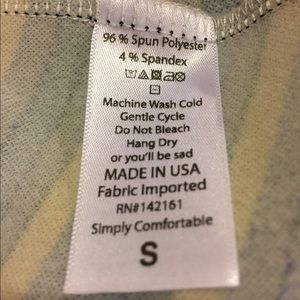 96 % Spun Polyester
4 % Spandex
Machine Wash Cold
Gentle Cycle
Do Not Bleach
Hang Dry
or you'll be sad
MADE IN USA
Fabric Imported
RN#142161
Simply Comfortable
S